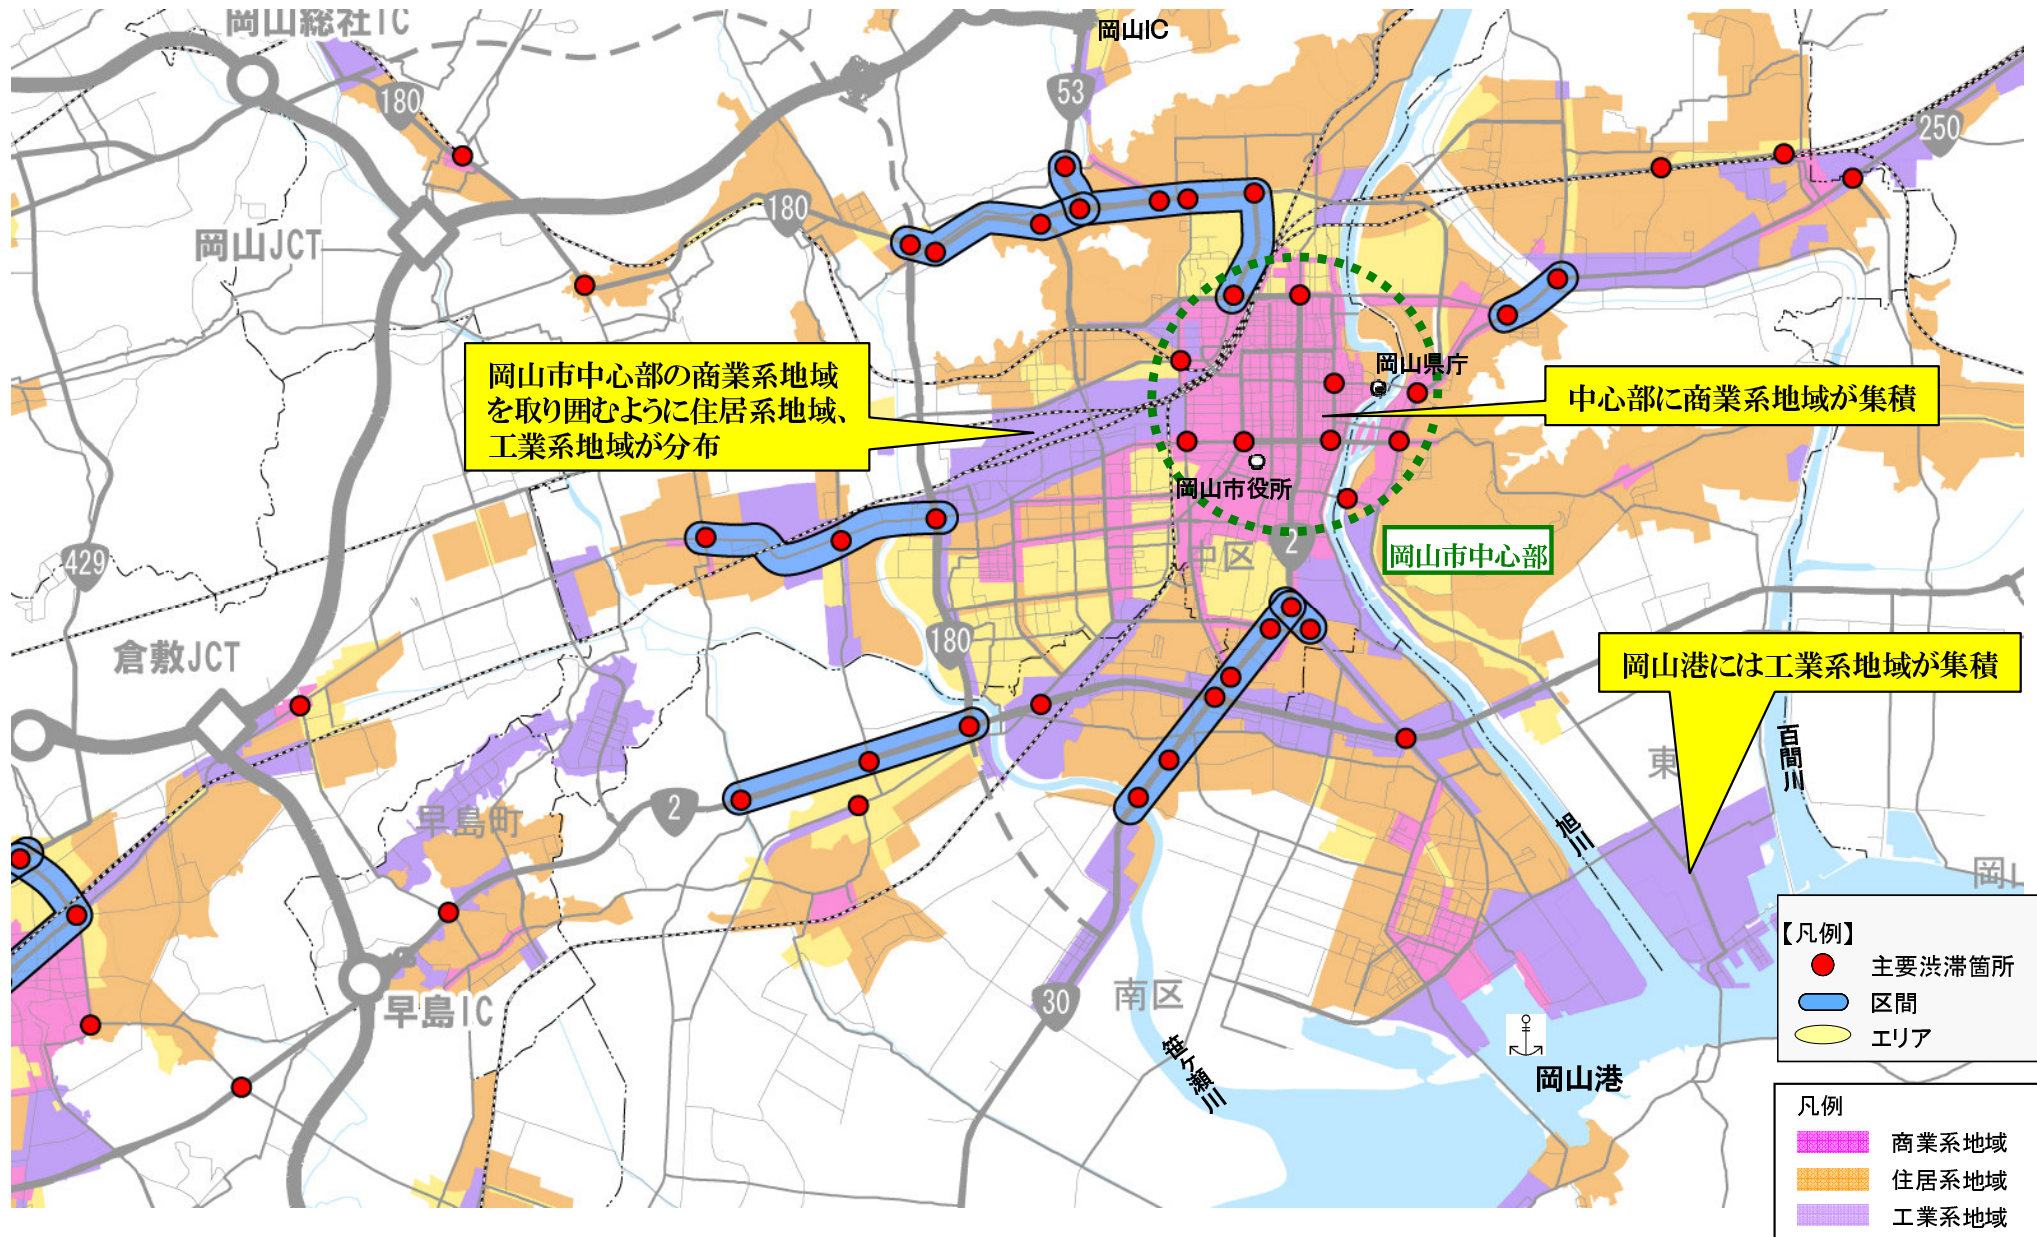 岡山総社IC
岡山IC
180
53
250
180
岡山JCT
岡山市中心部の商業系地域
を取り囲むように住居系地域、
工業系地域が分布
岡山県庁
中心部に商業系地域が集積
岡山市役所
中区
2
岡山市中心部
429
180
倉敷JCT
岡山港には工業系地域が集積
東
百間川
早島町
2
旭川
岡山
早島IC
30
南区
笹ヶ瀬川
岡山港
【凡例】
主要渋滞箇所
区間
エリア
凡例
商業系地域
住居系地域
工業系地域